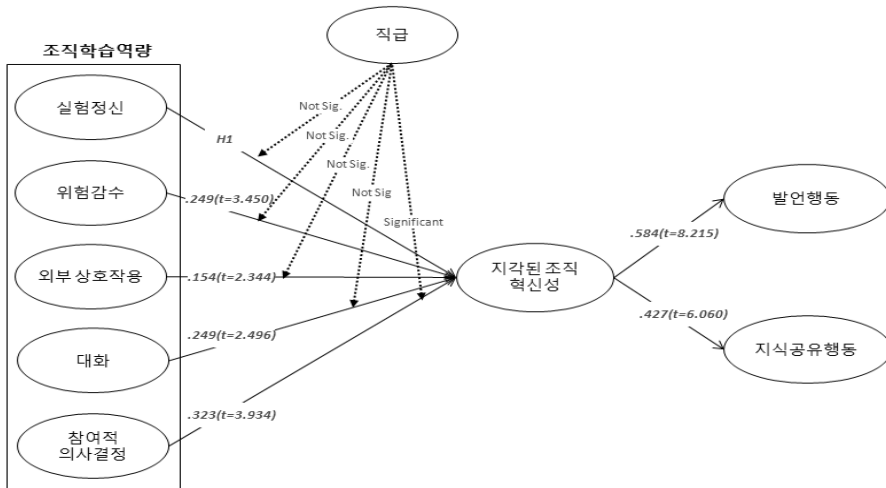 직급
조직학습역량
실험정신
Not Sig.
H1
Not Sig.
Not Sig.
위험감수
.249(t=3.450)
Not Sig
Significant
발언행동
.584(t=8.215)
외부 상호작용
.154(t=2.344)
지각된 조직
혁신성
.427(t=6.060)
.249(t=2.496)
지식공유행동
대화
.323(t=3.934)
참여적
의사결정